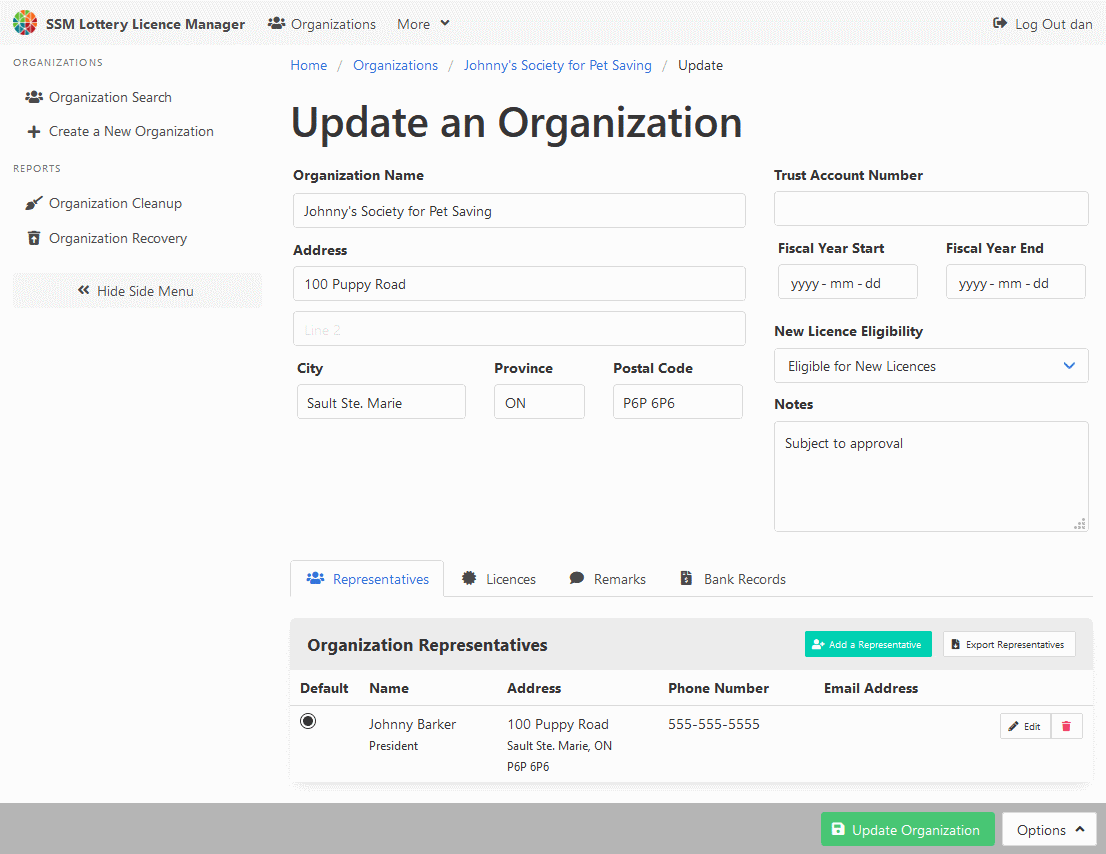 SSM Lottery Licence Manager
Organizations
More
Log Out dan
ORGANIZATIONS
Organization Search
Create a New Organization
REPORTS
Organization Cleanup
Organization Recovery
Hide Side Menu
Home / Organizations / Johnny's Society for Pet Saving / Update
Update an Organization
Organization Name
Johnny's Society for Pet Saving
Address
100 Puppy Road
Line 2
City Province Postal Code
Sault Ste. Marie ON P6P 6P6
Trust Account Number
Fiscal Year Start Fiscal Year End
yyyy - mm - dd yyyy - mm - dd
New Licence Eligibility
Eligible for New Licences
Notes
Subject to approval
Representatives Licences Remarks Bank Records
Organization Representatives Add a Representative Export Representatives
Default Name Address Phone Number Email Address
Johnny Barker 100 Puppy Road 555-555-5555 Edit
President Sault Ste. Marie, ON
P6P 6P6
Update Organization Options